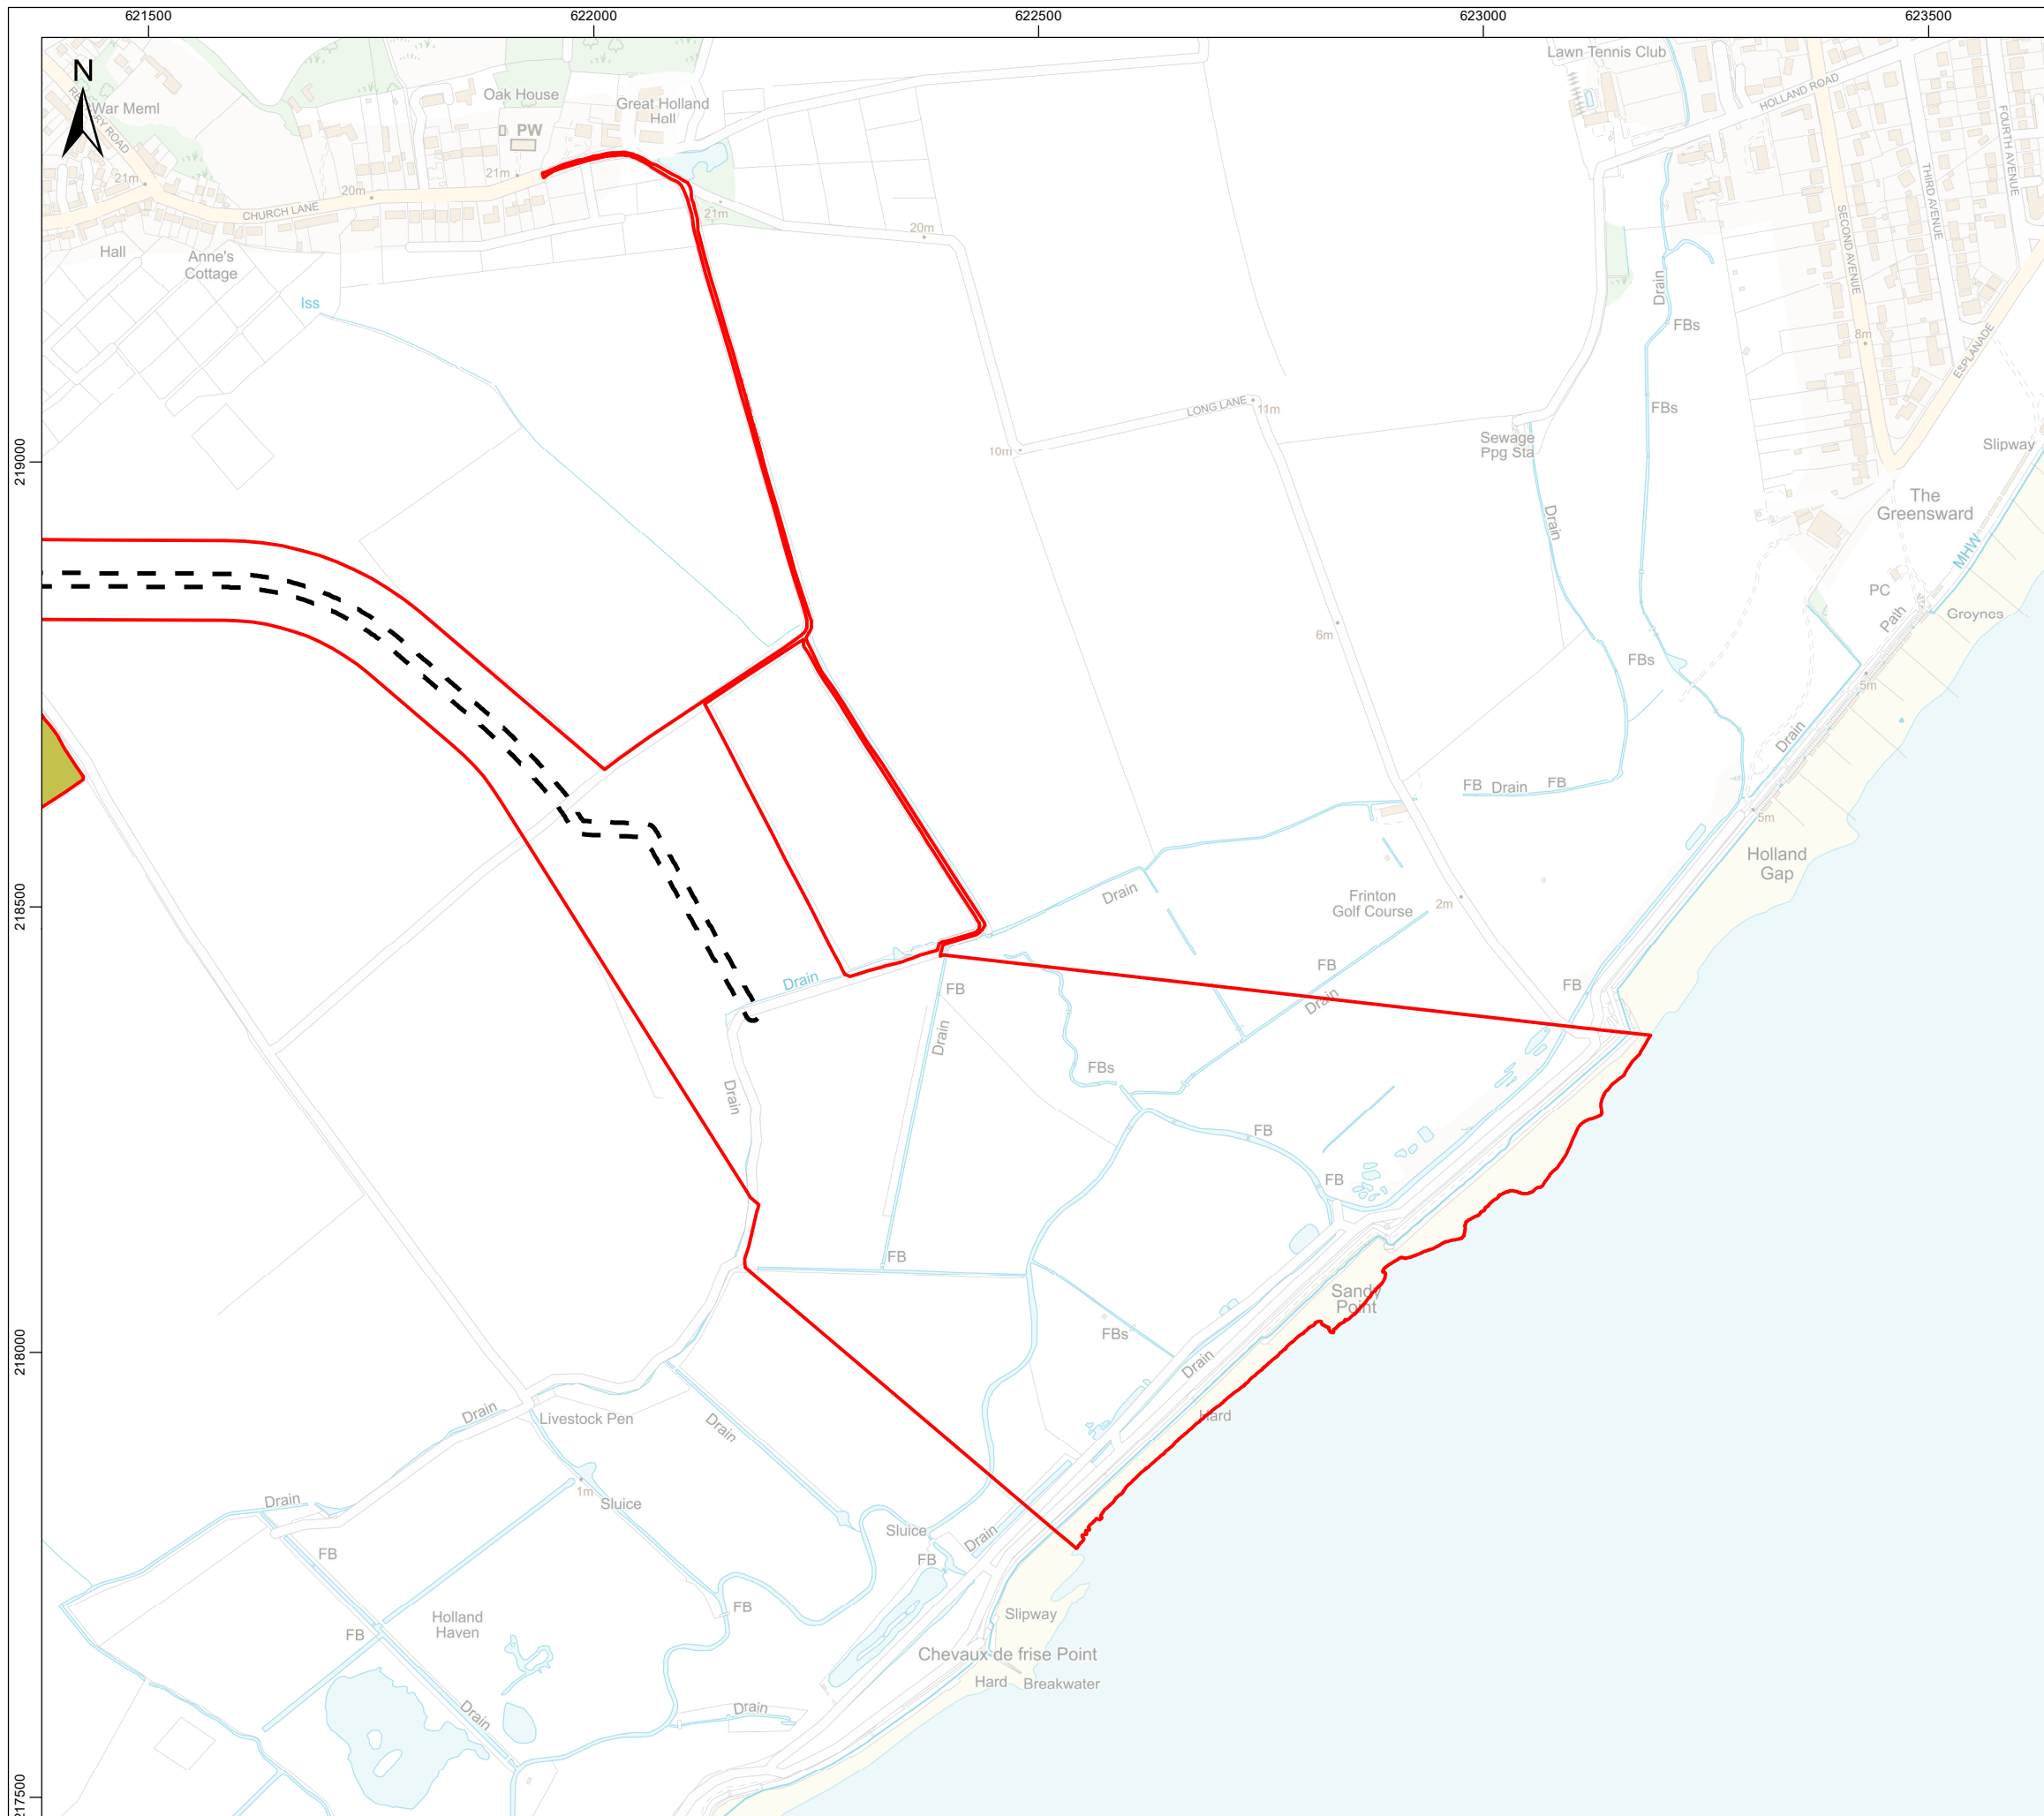 621500
622000
622500
623000
623500
N
War Meml
Oak House
Great Holland
Hall
PW
Lawn Tennis Club
HOLLAND ROAD
FOURTH AVENUE
THIRD AVENUE
SECOND AVENUE
ESPLANADE
21m
20m
21m
CHURCH LANE
21m
20m
Hall
Anne's
Cottage
Iss
Drain
FBs
8m
FBs
LONG LANE
11m
10m
Sewage
Ppg Sta
Slipway
219000
The
Greensward
Drain
MHW
PC
Path
Groynes
6m
FBs
5m
Drain
FB
Drain
FB
5m
Holland
Gap
218500
Drain
Frinton
Golf Course
2m
FB
Drain
FB
Drain
FB
Drain
Drain
FBs
FB
FB
FB
Sandy
Point
FBs
218000
Drain
Hard
Drain
Livestock Pen
Drain
1m
Sluice
Drain
Sluice
Drain
FB
FB
FB
Holland
Haven
FB
Slipway
Chevaux de frise Point
Hard
Breakwater
Drain
Drain
217500